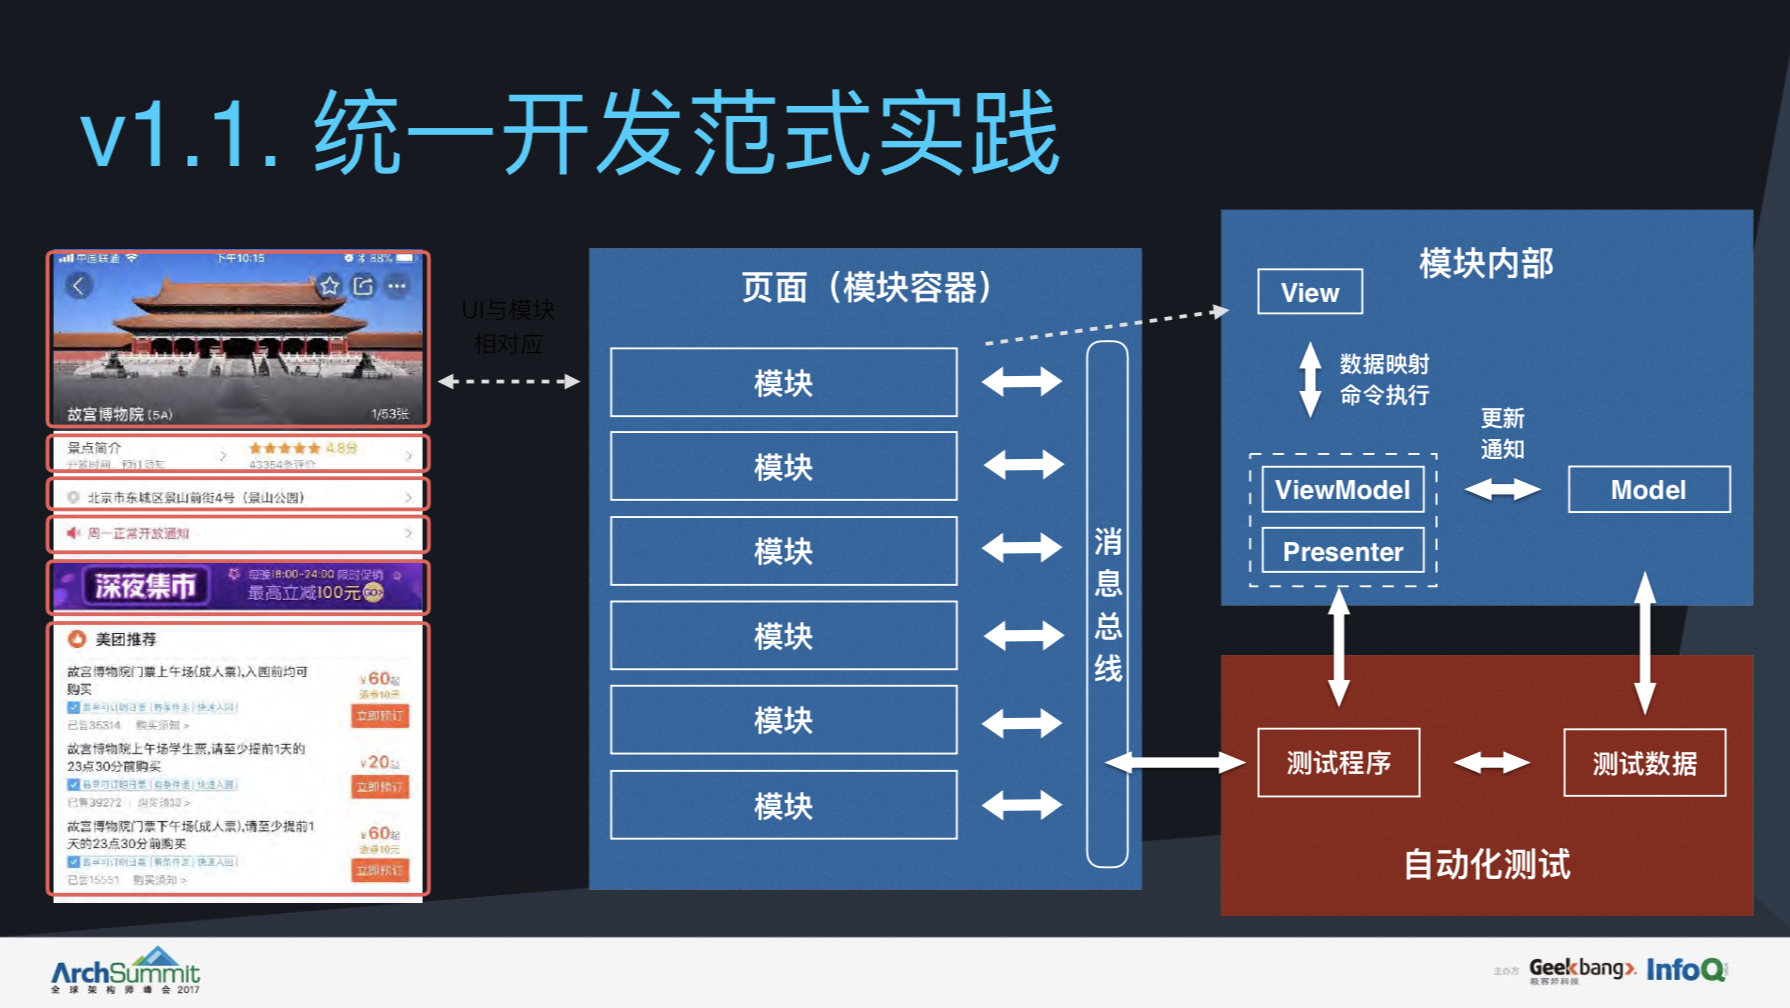 v1.1. 统一开发范式实践
中国联通
下午10:15
88%
故宫博物院(5A)
1/53张
景点简介
4.8分
开放时间、预订须知
43354条评价
北京市东城区景山前街4号（景山公园）
周一正常开放通知
深夜集市
每晚18:00-24:00 限时促销
最高立减100元
GO>
美团推荐
故宫博物院门票上午场(成人票),入园前均可
购买
¥60起
返券10元
立即预订
已售35314
购买须知 >
故宫博物院上午场学生票,请至少提前1天的
23点30分前购买
¥20起
立即预订
已售39272
购买须知 >
故宫博物院门票下午场(成人票),请至少提前1
天的23点30分前购买
¥60起
返券10元
立即预订
已售15551
购买须知 >
UI与模块
相对应
页面（模块容器）
模块
模块
模块
模块
模块
模块
消息总线
模块内部
View
数据映射
命令执行
更新
通知
ViewModel
Presenter
Model
测试程序
测试数据
自动化测试
ArchSummit
全球架构师峰会 2017
主办方
Geekbang>.
极客邦科技
InfoQ